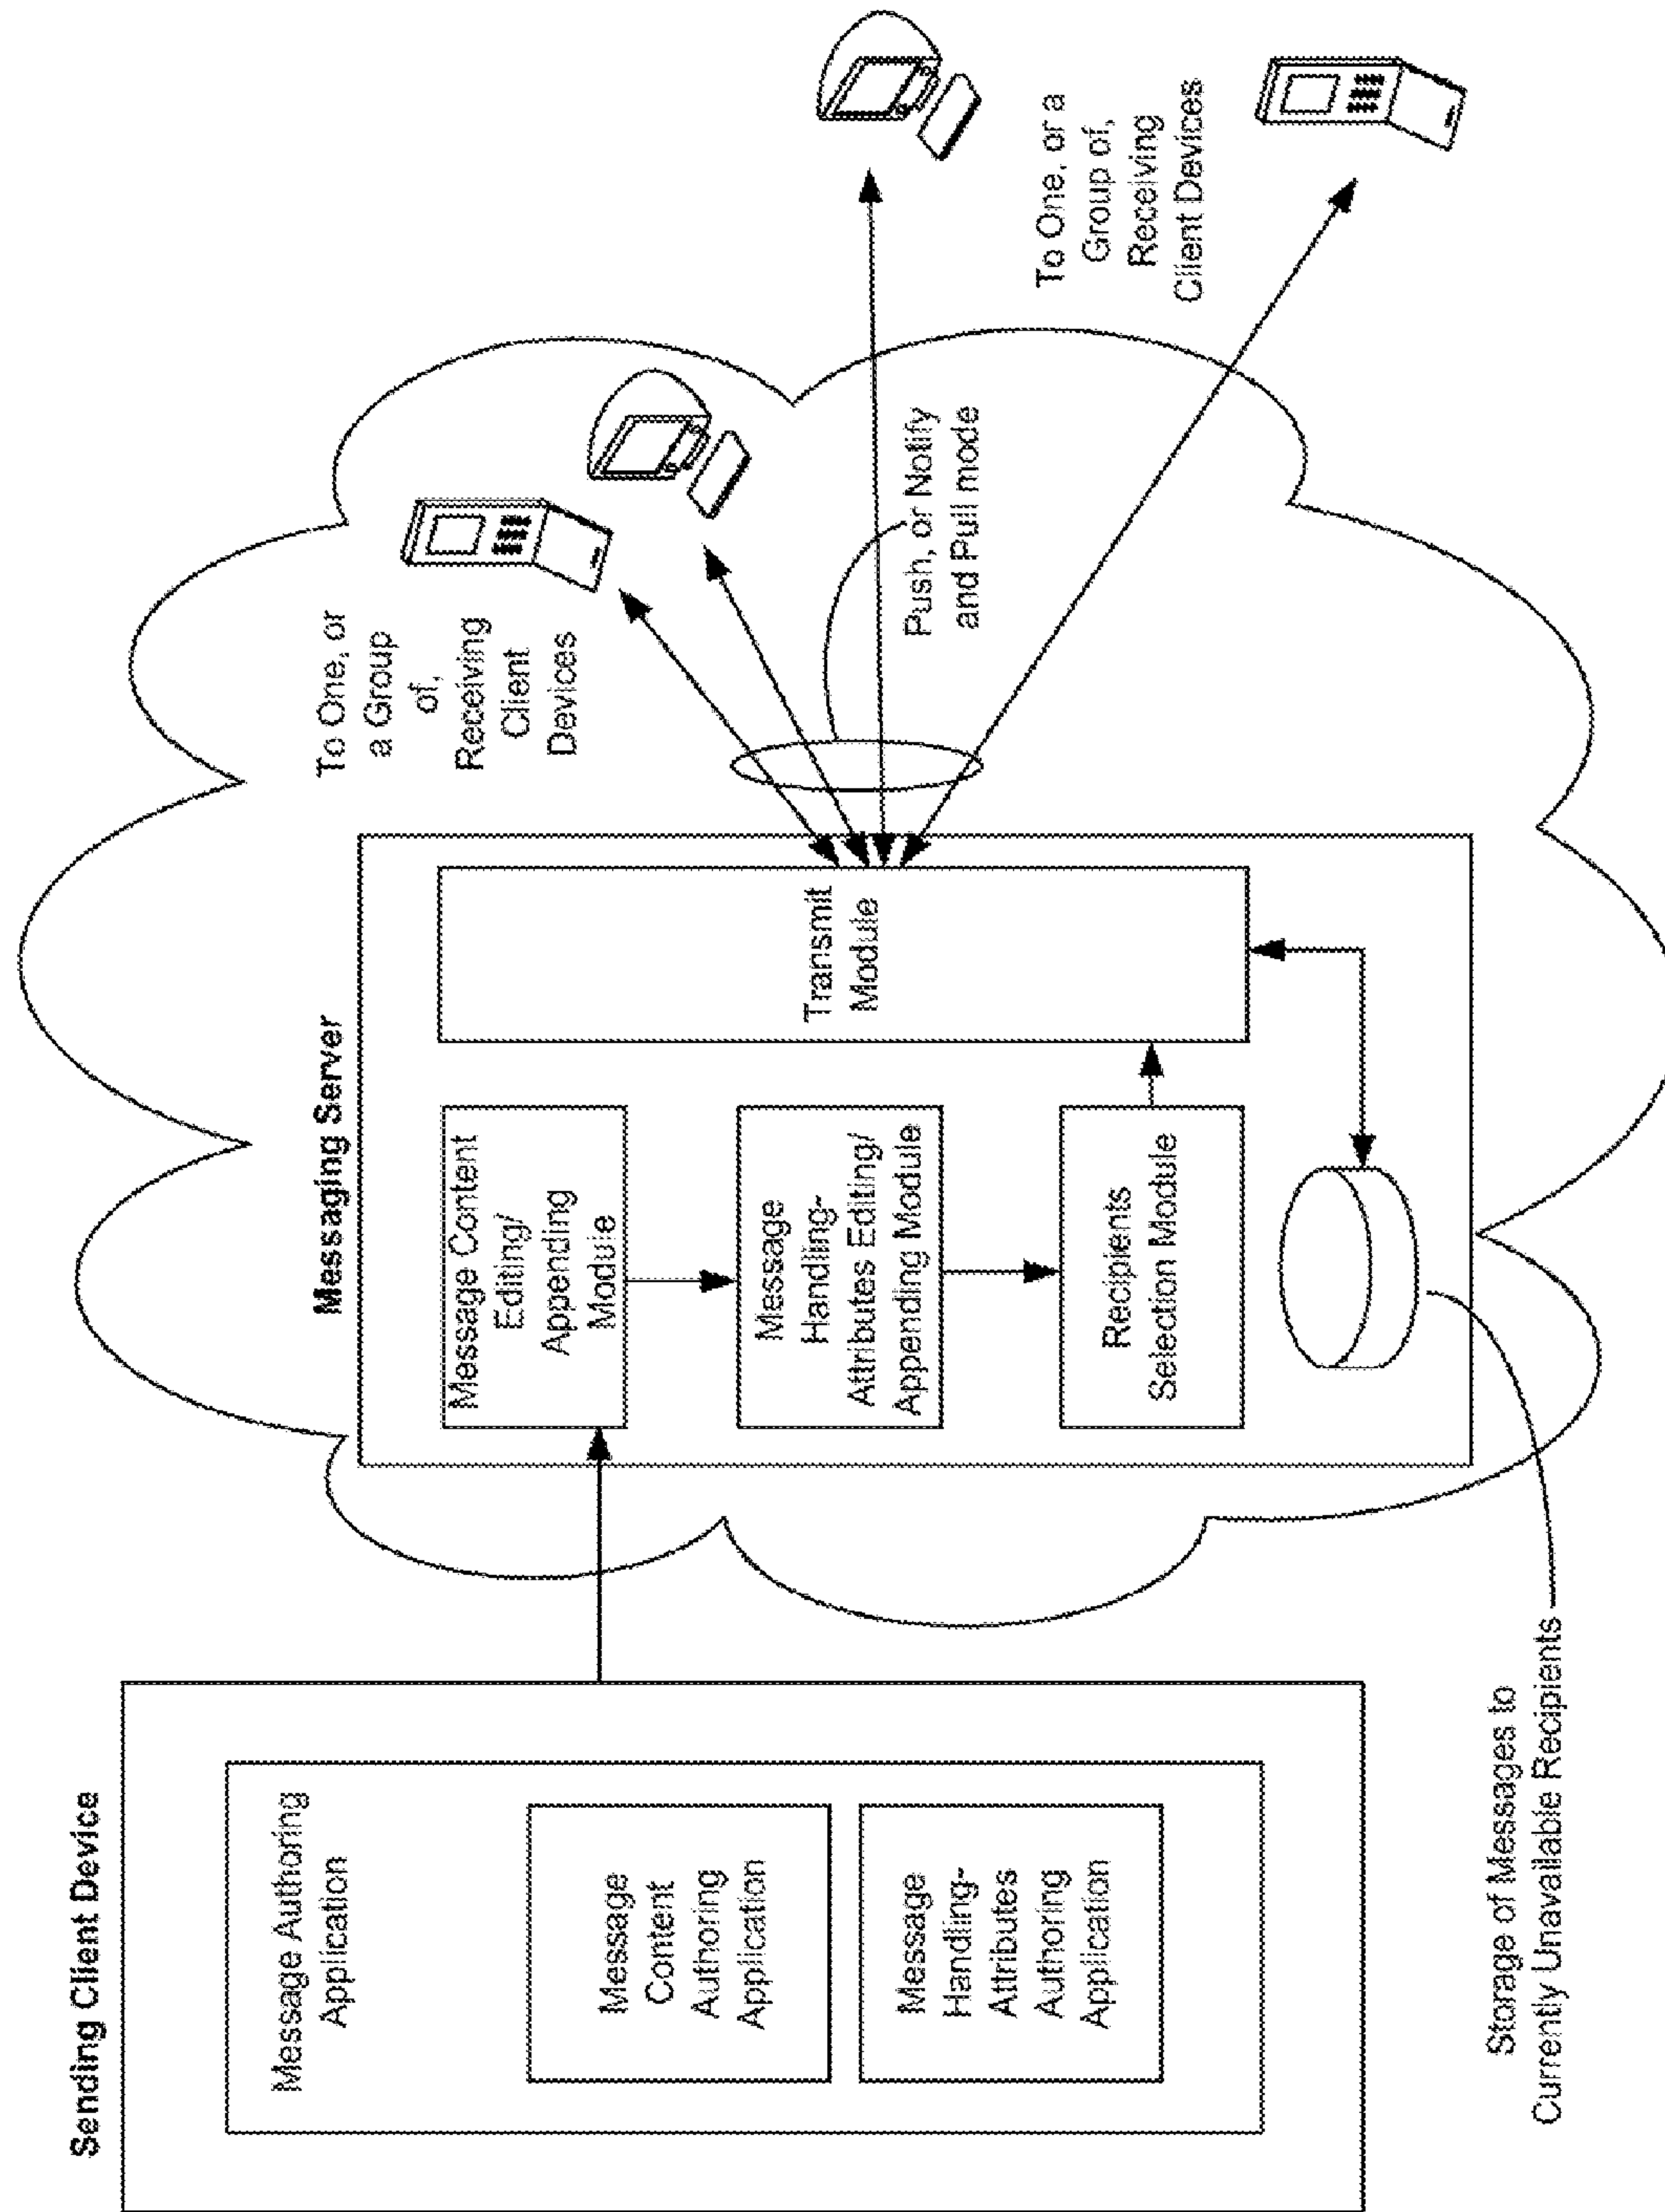 Sending Client Device
Message Authoring
Application
Message
Content
Authoring
Application
Message
Handling-
Attributes
Authoring
Application
Storage of Messages to
Currently Unavailable Recipients
Messaging Server
Message Content
Editing/
Appending
Module
Message
Handling-
Attributes Editing/
Appending Module
Recipients
Selection Module
Transmit
Module
To One, or
a Group
of,
Receiving
Client
Devices
Push, or Notify
and Pull mode
To One, or a
Group of,
Receiving
Client Devices